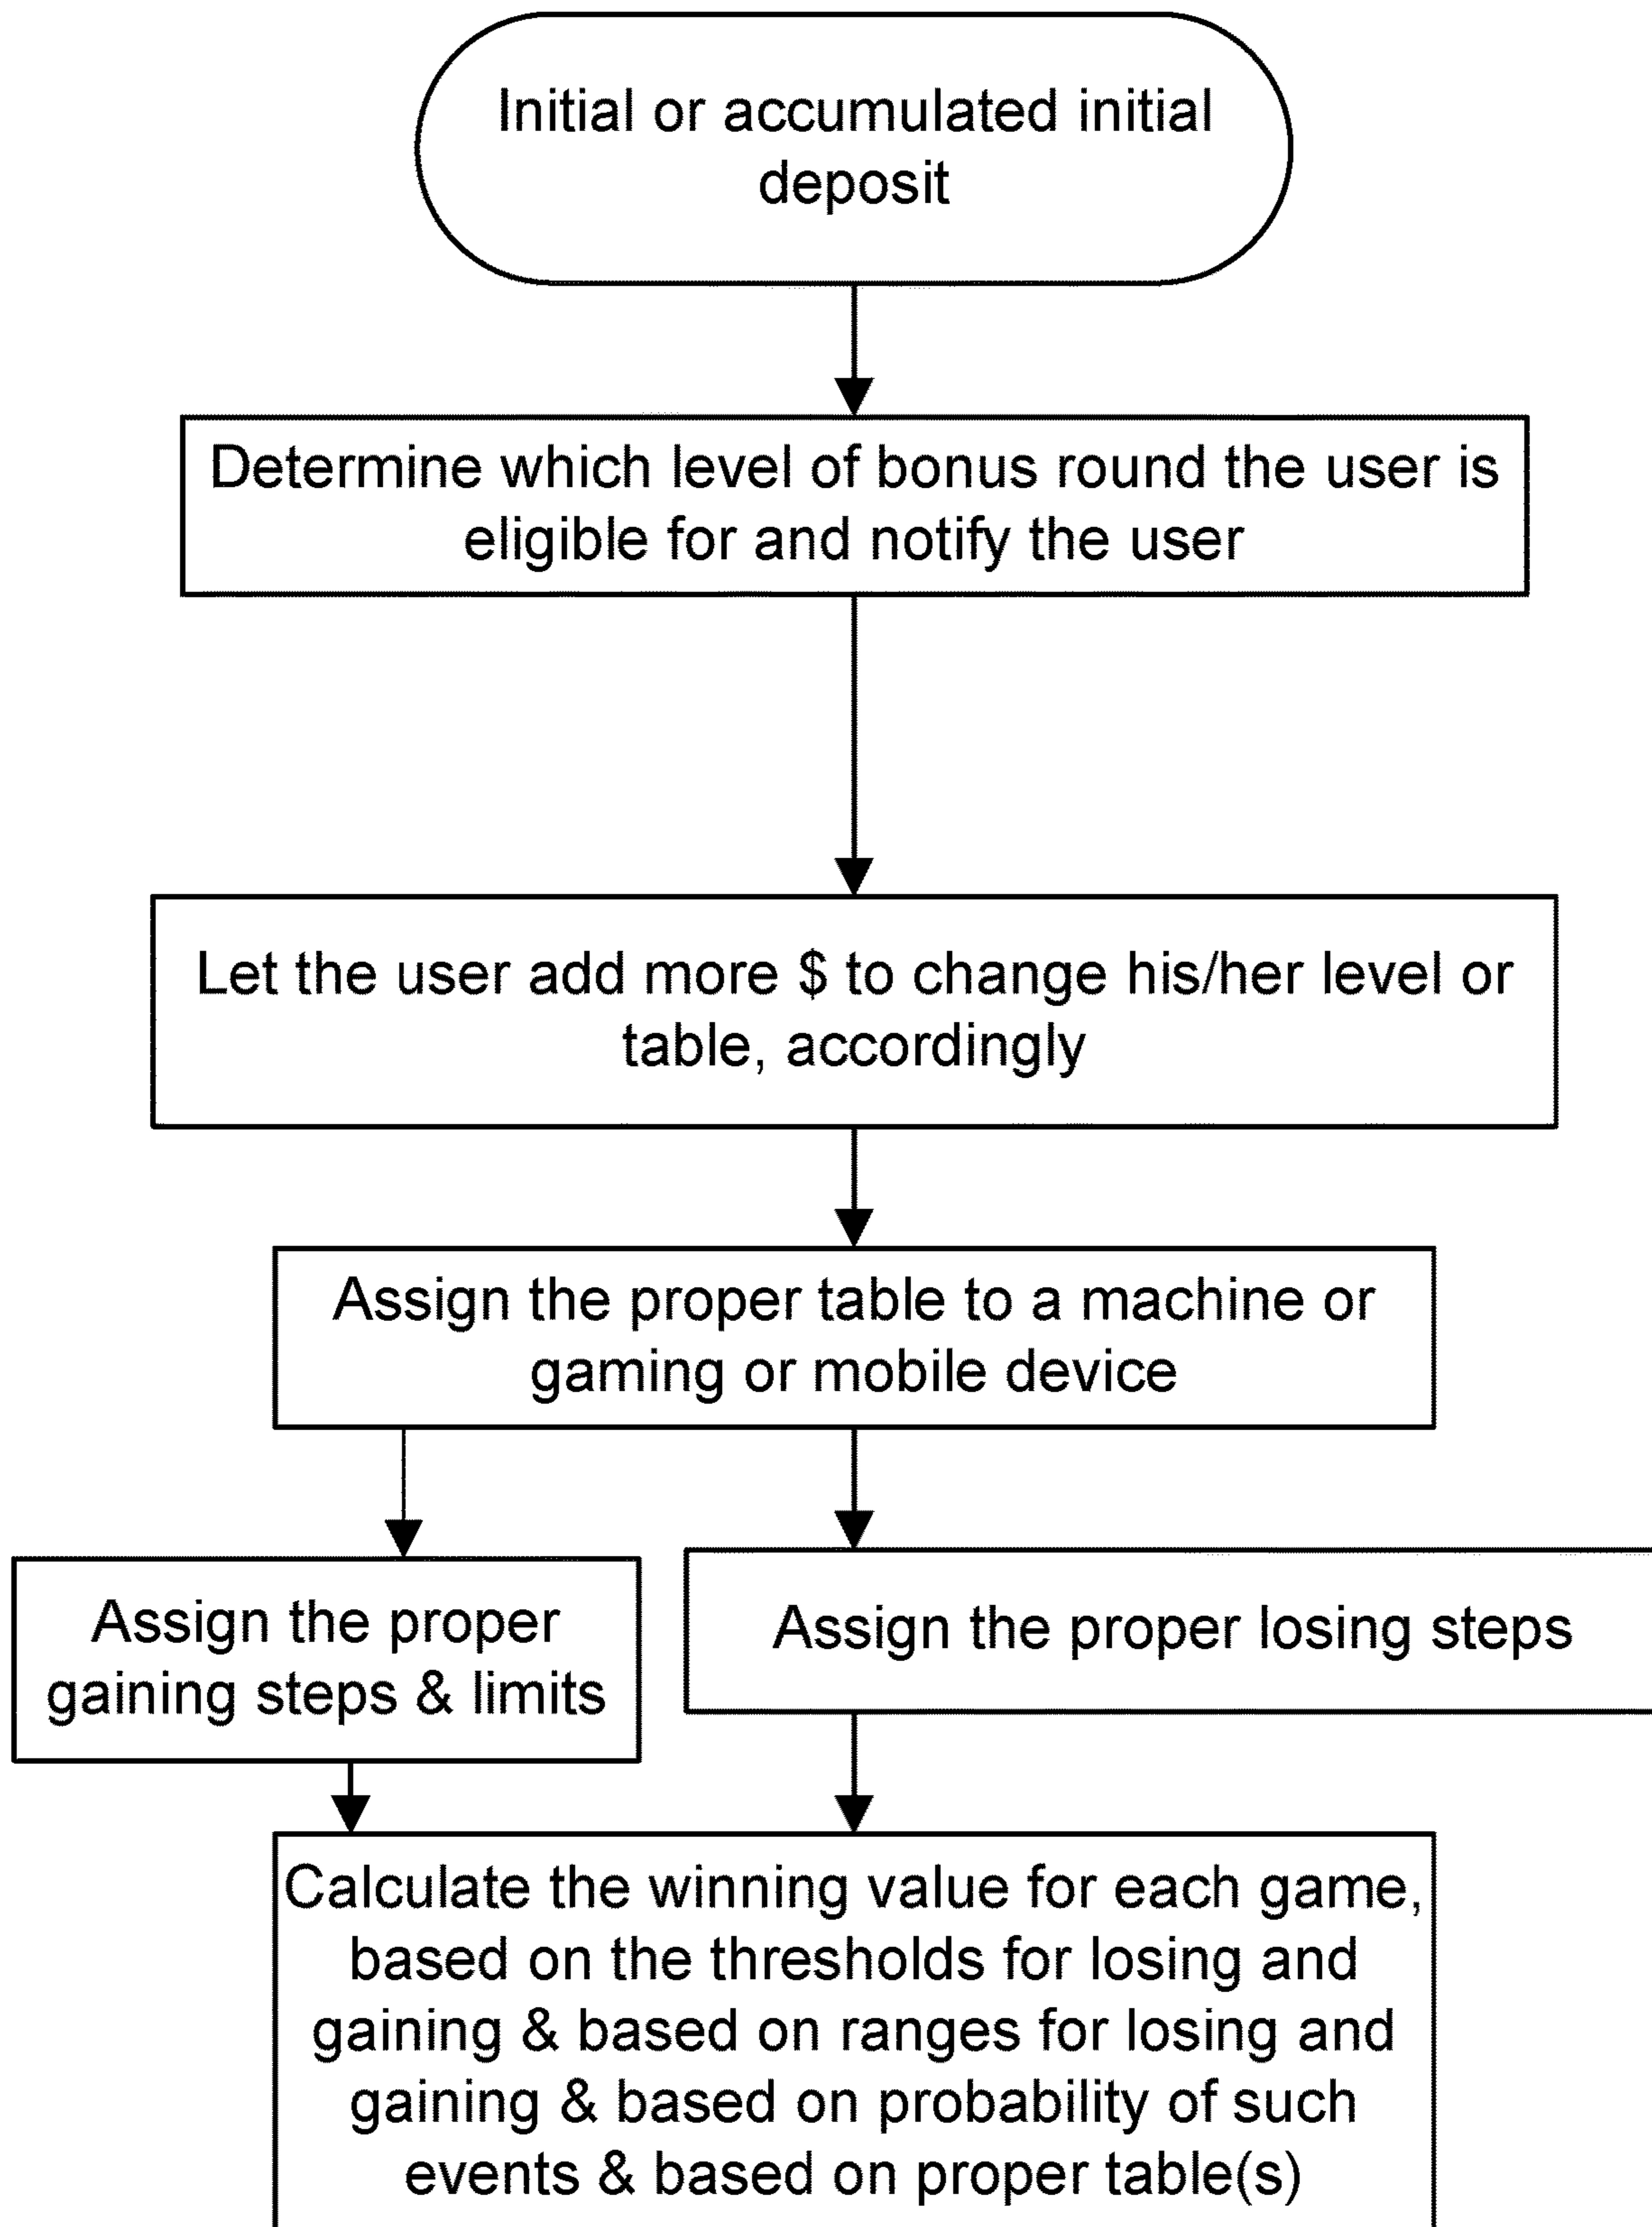 Initial or accumulated initial
deposit
Determine which level of bonus round the user is
eligible for and notify the user
Let the user add more $ to change his/her level or
table, accordingly
Assign the proper table to a machine or
gaming or mobile device
Assign the proper
gaining steps & limits
Assign the proper losing steps
Calculate the winning value for each game,
based on the thresholds for losing and
gaining & based on ranges for losing and
gaining & based on probability of such
events & based on proper table(s)